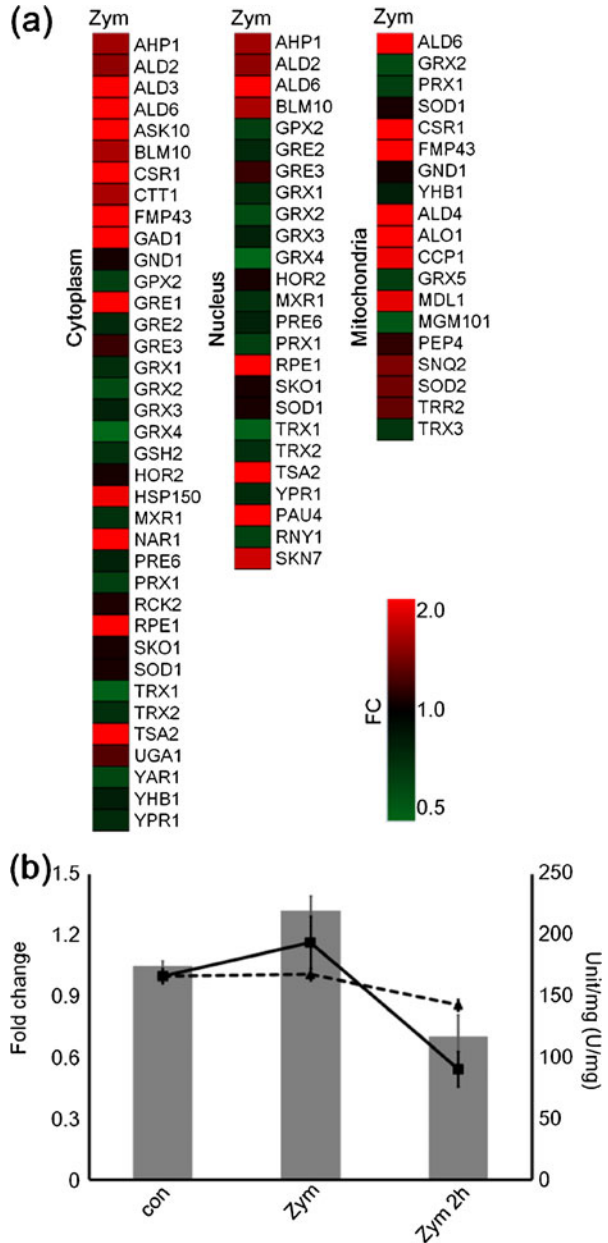 (a)
Zym
Cytoplasm
AHP1
ALD2
ALD3
ALD6
ASK10
BLM10
CSR1
CTT1
FMP43
GAD1
GND1
GPX2
GRE1
GRE2
GRE3
GRX1
GRX2
GRX3
GRX4
GSH2
HOR2
HSP150
MXR1
NAR1
PRE6
PRX1
RCK2
RPE1
SKO1
SOD1
TRX1
TRX2
TSA2
UGA1
YAR1
YHB1
YPR1
Zym
Nucleus
AHP1
ALD2
ALD6
BLM10
GPX2
GRE2
GRE3
GRX1
GRX2
GRX3
GRX4
HOR2
MXR1
PRE6
PRX1
RPE1
SKO1
SOD1
TRX1
TRX2
TSA2
YPR1
PAU4
RNY1
SKN7
Zym
Mitochondria
ALD6
GRX2
PRX1
SOD1
CSR1
FMP43
GND1
YHB1
ALD4
ALO1
CCP1
GRX5
MDL1
MGM101
PEP4
SNQ2
SOD2
TRR2
TRX3
FC
2.0
1.0
0.5
(b)
Fold change
1.5
1.2
0.9
0.6
0.3
0
250
200
150
100
50
0
Unit/mg (U/mg)
con
Zym
Zym 2h